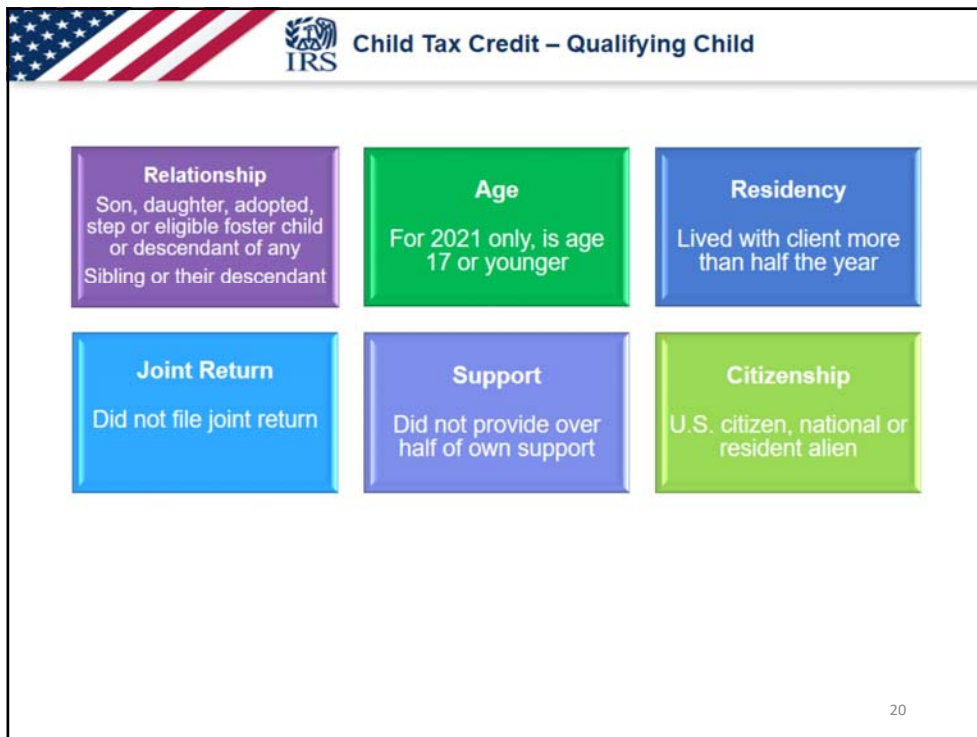 IRS
Child Tax Credit – Qualifying Child
Relationship
Son, daughter, adopted,
step or eligible foster child
or descendant of any
Sibling or their descendant
Age
For 2021 only, is age
17 or younger
Residency
Lived with client more
than half the year
Joint Return
Did not file joint return
Support
Did not provide over
half of own support
Citizenship
U.S. citizen, national or
resident alien
20